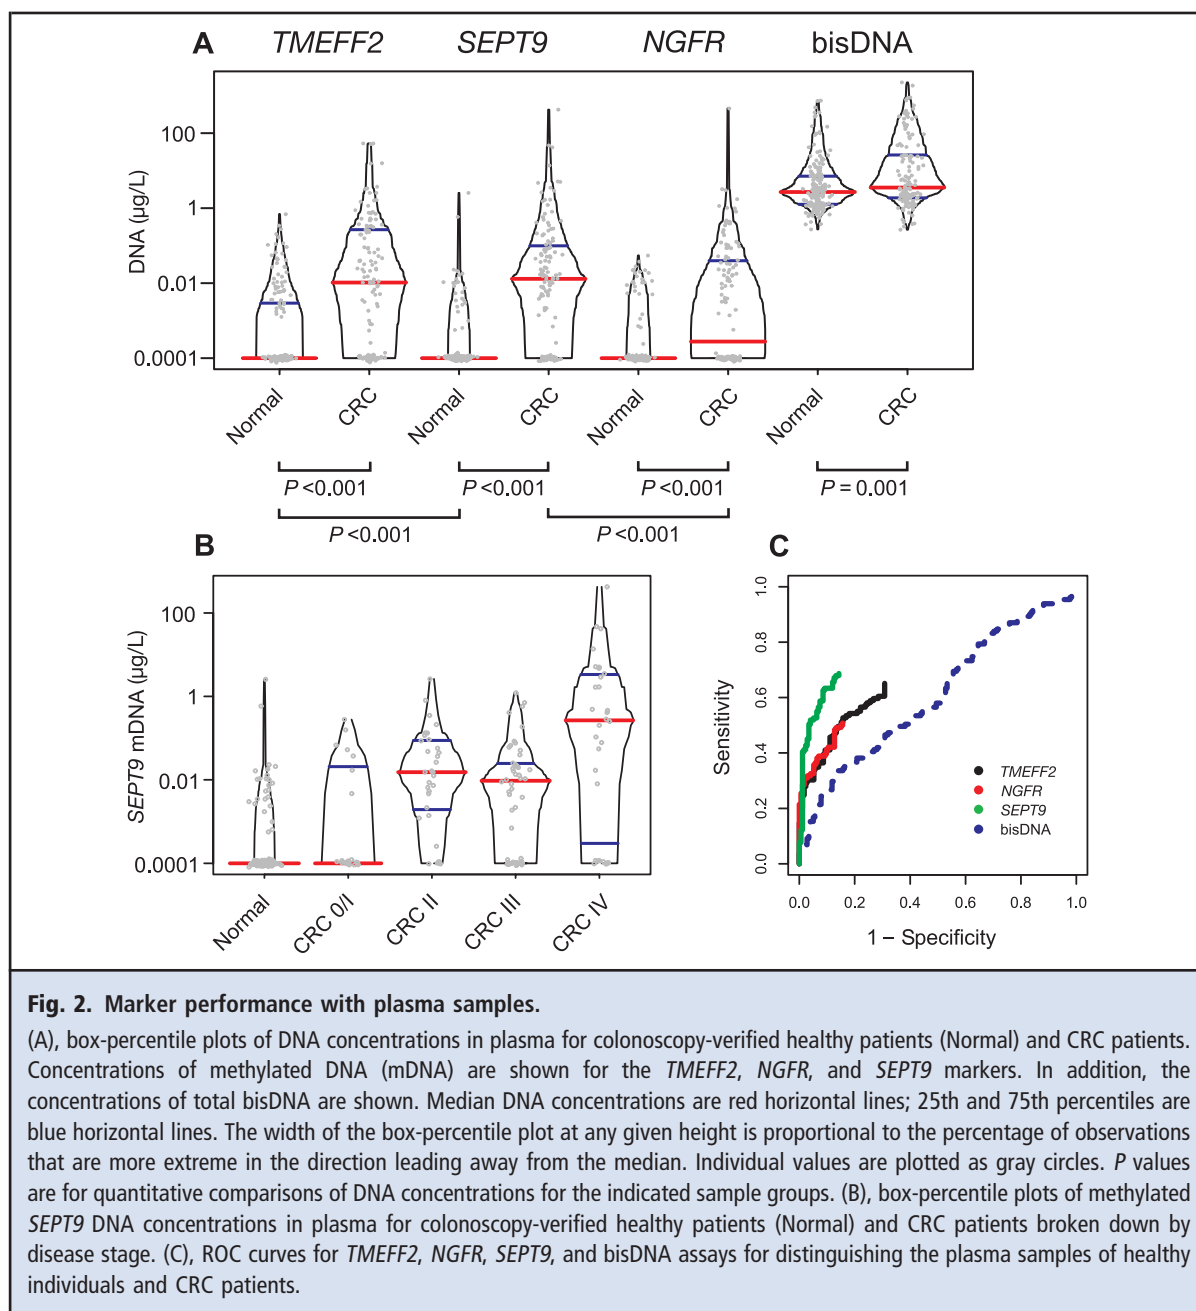 A TMEFF2 SEPT9 NGFR bisDNA
DNA (µg/L)
100
1
0.01
0.0001
Normal CRC Normal CRC Normal CRC Normal CRC
P <0.001 P <0.001 P <0.001 P = 0.001
P <0.001 P <0.001
B
SEPT9 mDNA (µg/L)
100
1
0.01
0.0001
Normal CRC 0/I CRC II CRC III CRC IV
C
Sensitivity
1.0
0.8
0.6
0.4
0.2
0.0
TMEFF2
NGFR
SEPT9
bisDNA
0.0 0.2 0.4 0.6 0.8 1.0
1 – Specificity
Fig. 2. Marker performance with plasma samples.
(A), box-percentile plots of DNA concentrations in plasma for colonoscopy-verified healthy patients (Normal) and CRC patients.
Concentrations of methylated DNA (mDNA) are shown for the TMEFF2, NGFR, and SEPT9 markers. In addition, the
concentrations of total bisDNA are shown. Median DNA concentrations are red horizontal lines; 25th and 75th percentiles are
blue horizontal lines. The width of the box-percentile plot at any given height is proportional to the percentage of observations
that are more extreme in the direction leading away from the median. Individual values are plotted as gray circles. P values
are for quantitative comparisons of DNA concentrations for the indicated sample groups. (B), box-percentile plots of methylated
SEPT9 DNA concentrations in plasma for colonoscopy-verified healthy patients (Normal) and CRC patients broken down by
disease stage. (C), ROC curves for TMEFF2, NGFR, SEPT9, and bisDNA assays for distinguishing the plasma samples of healthy
individuals and CRC patients.